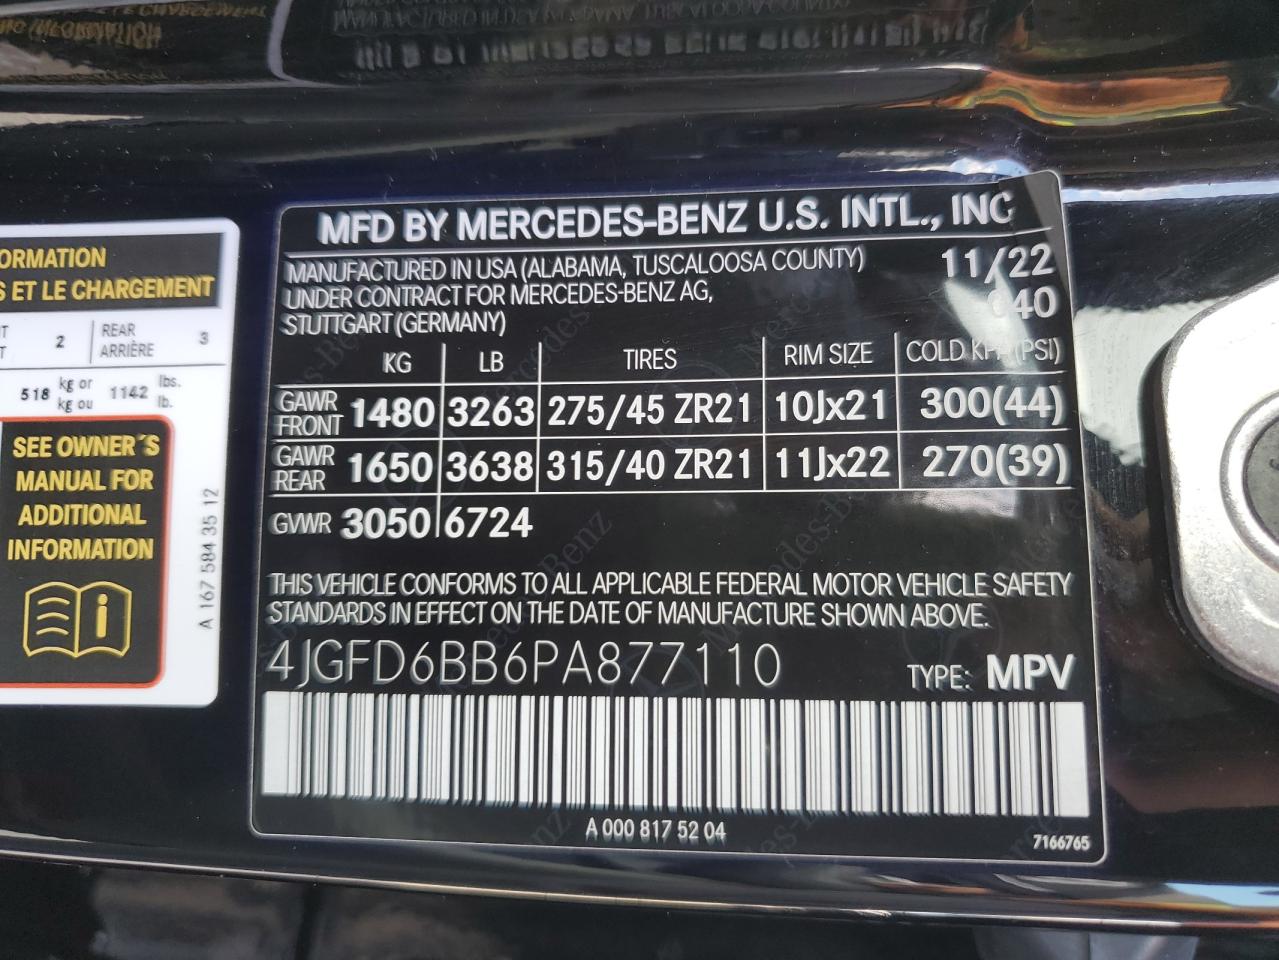 ORMATION
S ET LE CHARGEMENT
2 REAR ARRIÈRE 3
518 kg or kg ou 1142 lbs. lb.
SEE OWNER´S
MANUAL FOR
ADDITIONAL
INFORMATION
A 167 584 35 12
MFD BY MERCEDES-BENZ U.S. INTL., INC
MANUFACTURED IN USA (ALABAMA, TUSCALOOSA COUNTY) 11/22
UNDER CONTRACT FOR MERCEDES-BENZ AG, 040
STUTTGART (GERMANY)
KG LB TIRES RIM SIZE COLD KPA (PSI)
GAWR FRONT 1480 3263 275/45 ZR21 10Jx21 300(44)
GAWR REAR 1650 3638 315/40 ZR21 11Jx22 270(39)
GVWR 3050 6724
THIS VEHICLE CONFORMS TO ALL APPLICABLE FEDERAL MOTOR VEHICLE SAFETY
STANDARDS IN EFFECT ON THE DATE OF MANUFACTURE SHOWN ABOVE.
4JGFD6BB6PA877110 TYPE: MPV
A 000 817 52 04
7166765